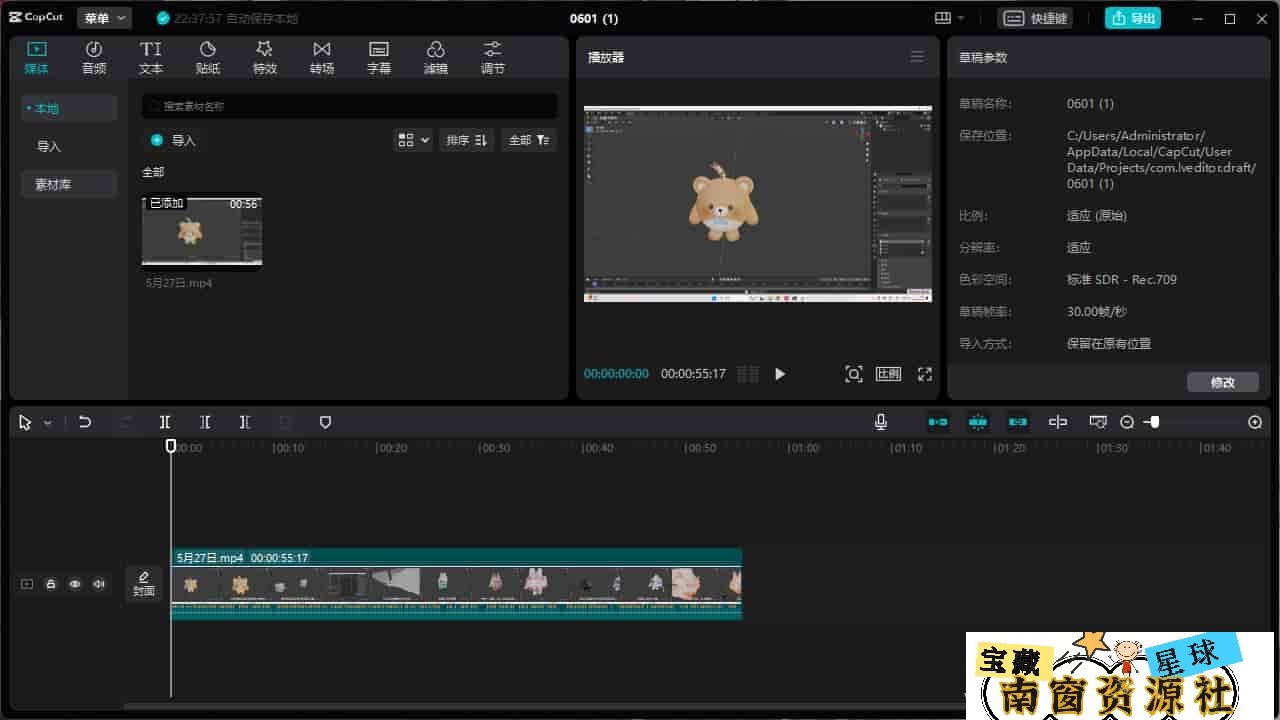 CapCut
菜单
22:37:57 自动保存本地
0601 (1)
快捷键
导出
媒体
音频
文本
贴纸
特效
转场
字幕
滤镜
调节
本地
导入
素材库
搜索素材名称
导入
排序
全部
全部
已添加
00:56
5月27日.mp4
播放器
00:00:00:00
00:00:55:17
比例
草稿参数
草稿名称:
0601 (1)
保存位置:
C:/Users/Administrator/
AppData/Local/CapCut/User
Data/Projects/com.lveditor.draft/
0601 (1)
比例:
适应 (原始)
分辨率:
适应
色彩空间:
标准 SDR - Rec.709
草稿帧率:
30.00帧/秒
导入方式:
保留在原有位置
修改
00:00
00:10
00:20
00:30
00:40
00:50
01:00
01:10
01:20
01:30
01:40
5月27日.mp4 00:00:55:17
封面
宝藏
星球
南窗资源社